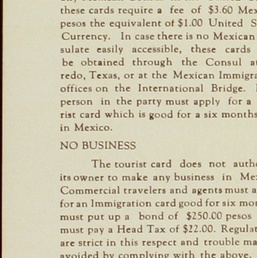 these cards require a fee of $3.60 Mex
pesos the equivalent of $1.00 United S
Currency. In case there is no Mexican
sulate easily accessible, these cards
be obtained through the Consul at
redo, Texas, or at the Mexican Immigra
offices on the International Bridge.
person in the party must apply for a
rist card which is good for a six months
in Mexico.
NO BUSINESS
The tourist card does not autho
its owner to make any business in Mex
Commercial travelers and agents must a
for an Immigration card good for six mon
must put up a bond of $250.00 pesos
must pay a Head Tax of $22.00. Regulat
are strict in this respect and trouble ma
avoided by complying with the above.